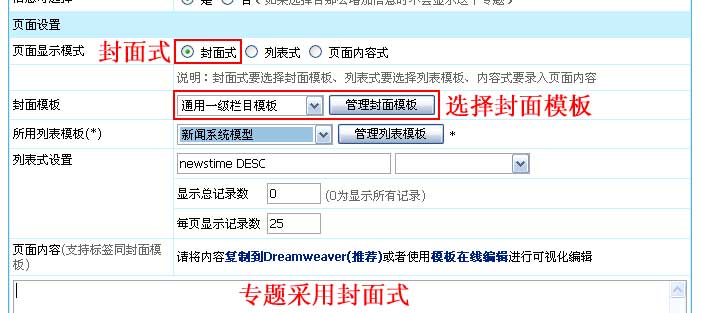 是 否(如果选择否那么增加信息时不会显示这个专题)
页面设置
页面显示模式 封面式 封面式 列表式 页面内容式
说明：封面式要选择封面模板、列表式要选择列表模板、内容式要录入页面内容
封面模板 通用一级栏目模板 管理封面模板 选择封面模板
所用列表模板(*) 新闻系统模型 管理列表模板 *
列表式设置 newstime DESC
显示总记录数 0 (0为显示所有记录)
每页显示记录数 25
页面内容(支持标签同封面模板) 请将内容复制到Dreamweaver(推荐)或者使用模板在线编辑进行可视化编辑
专题采用封面式